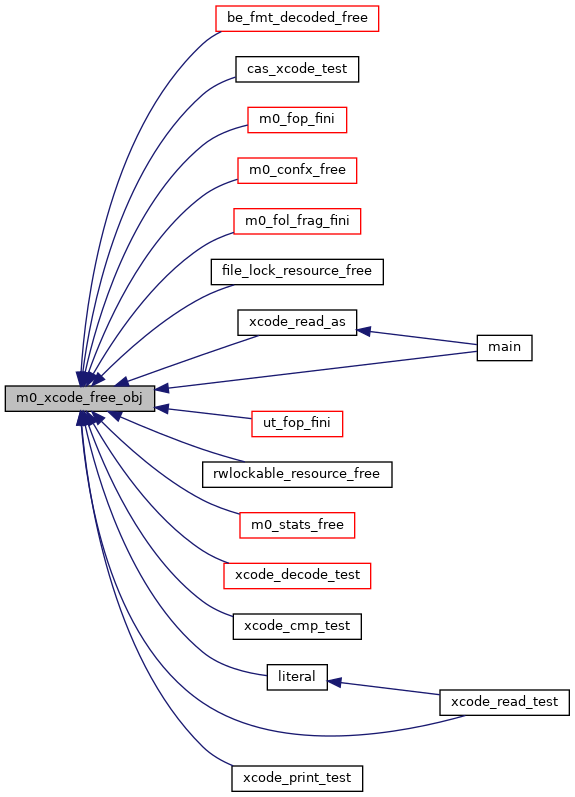 be_fmt_decoded_free
cas_xcode_test
m0_fop_fini
m0_confx_free
m0_fol_frag_fini
file_lock_resource_free
xcode_read_as
main
m0_xcode_free_obj
ut_fop_fini
rwlockable_resource_free
m0_stats_free
xcode_decode_test
xcode_cmp_test
literal
xcode_read_test
xcode_print_test